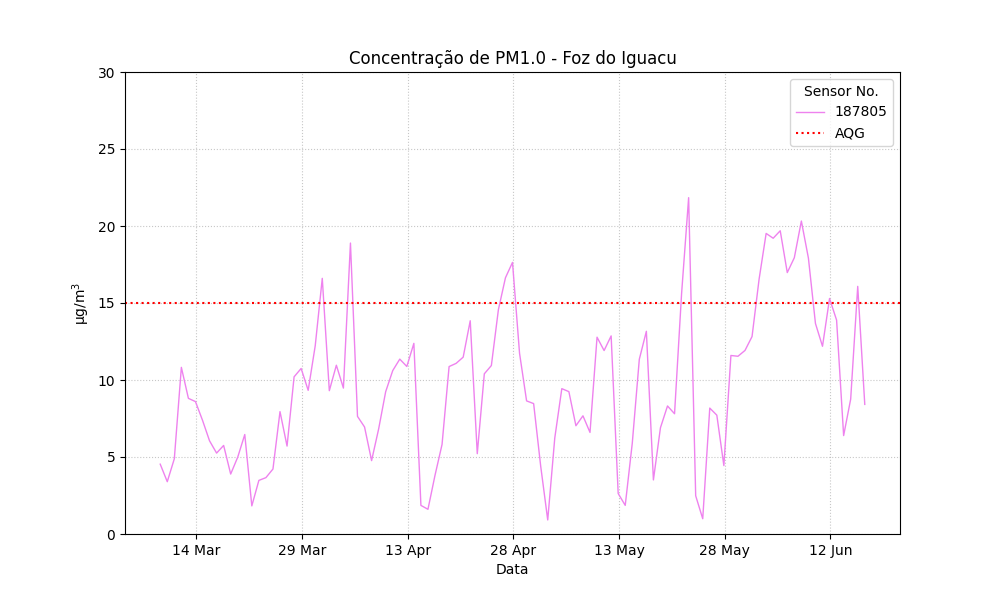 Concentração de PM1.0 - Foz do Iguacu
30
25
20
15
10
5
0
µg/m³
Sensor No.
187805
AQG
14 Mar
29 Mar
13 Apr
28 Apr
13 May
28 May
12 Jun
Data